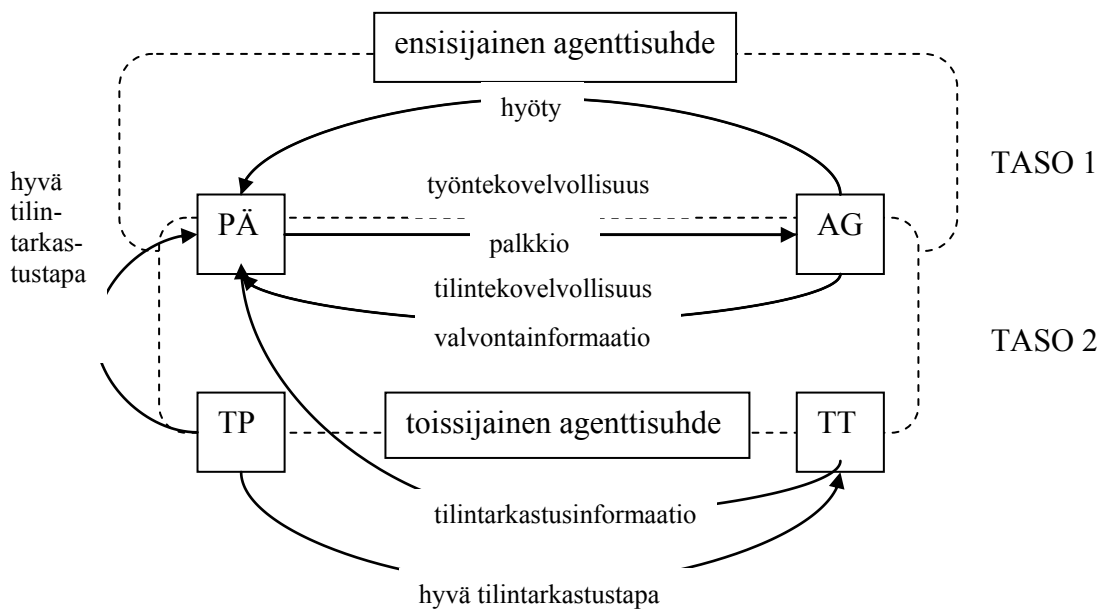 ensisijainen agenttisuhde
hyöty
TASO 1
hyvä
tilin-
tarkas-
tustapa
työntekovelvollisuus
PÄ
palkkio
AG
tilintekovelvollisuus
valvontainformaatio
TASO 2
TP
toissijainen agenttisuhde
TT
tilintarkastusinformaatio
hyvä tilintarkastustapa